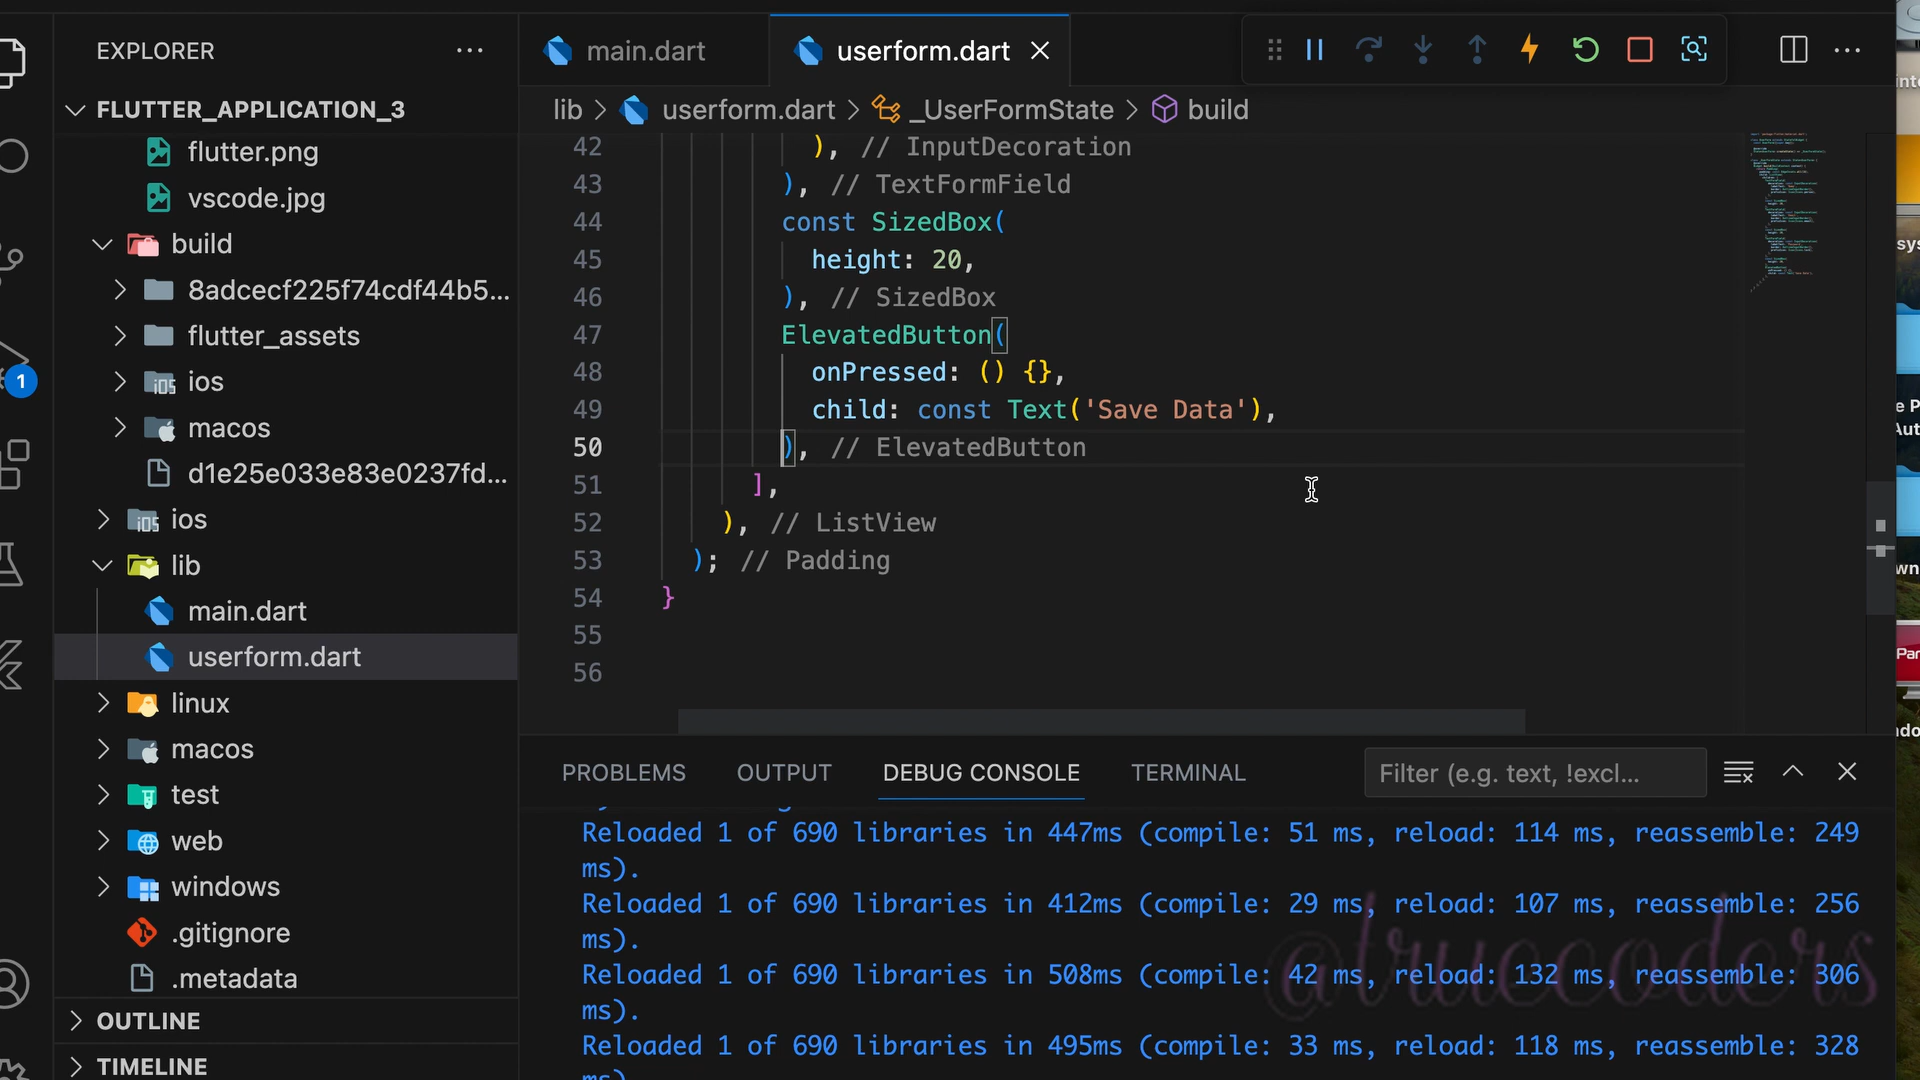 EXPLORER
FLUTTER_APPLICATION_3
flutter.png
vscode.jpg
build
8adcecf225f74cdf44b5...
flutter_assets
ios
macos
d1e25e033e83e0237fd...
ios
lib
main.dart
userform.dart
linux
macos
test
web
windows
.gitignore
.metadata
OUTLINE
TIMELINE
1
main.dart
userform.dart
lib > userform.dart > _UserFormState > build
42 ), // InputDecoration
43 ), // TextFormField
44 const SizedBox(
45 height: 20,
46 ), // SizedBox
47 ElevatedButton(
48 onPressed: () {},
49 child: const Text('Save Data'),
50 ), // ElevatedButton
51 ],
52 ), // ListView
53 ); // Padding
54 }
55
56
PROBLEMS OUTPUT DEBUG CONSOLE TERMINAL
Filter (e.g. text, !excl...
Reloaded 1 of 690 libraries in 447ms (compile: 51 ms, reload: 114 ms, reassemble: 249
ms).
Reloaded 1 of 690 libraries in 412ms (compile: 29 ms, reload: 107 ms, reassemble: 256
ms).
Reloaded 1 of 690 libraries in 508ms (compile: 42 ms, reload: 132 ms, reassemble: 306
ms).
Reloaded 1 of 690 libraries in 495ms (compile: 33 ms, reload: 118 ms, reassemble: 328
@truecoders